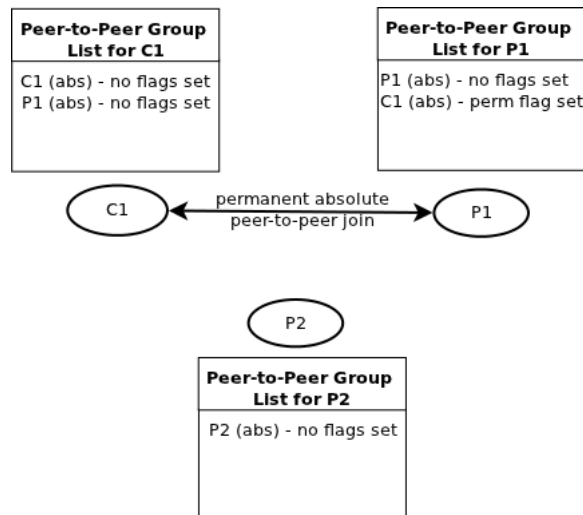 Peer-to-Peer Group
List for C1
C1 (abs) - no flags set
P1 (abs) - no flags set
Peer-to-Peer Group
List for P1
P1 (abs) - no flags set
C1 (abs) - perm flag set
C1
permanent absolute
peer-to-peer join
P1
P2
Peer-to-Peer Group
List for P2
P2 (abs) - no flags set